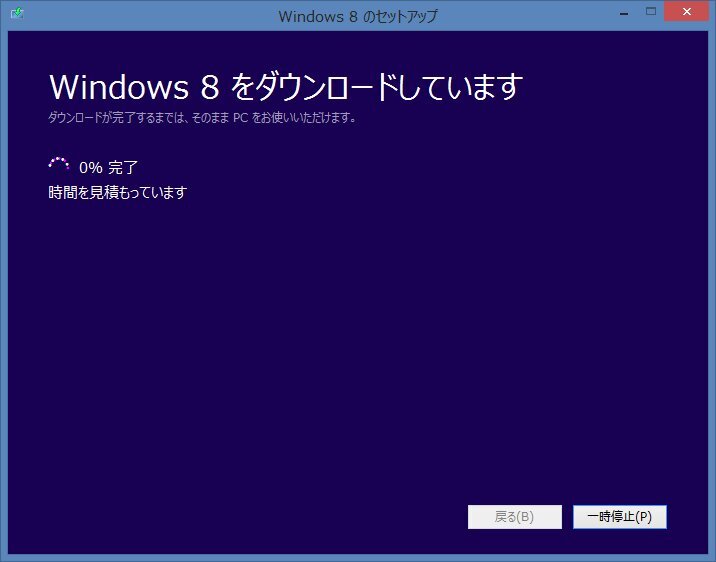 Windows 8 のセットアップ
Windows 8 をダウンロードしています
ダウンロードが完了するまでは、そのまま PC をお使いいただけます。
0% 完了
時間を見積もっています
戻る(B)
一時停止(P)